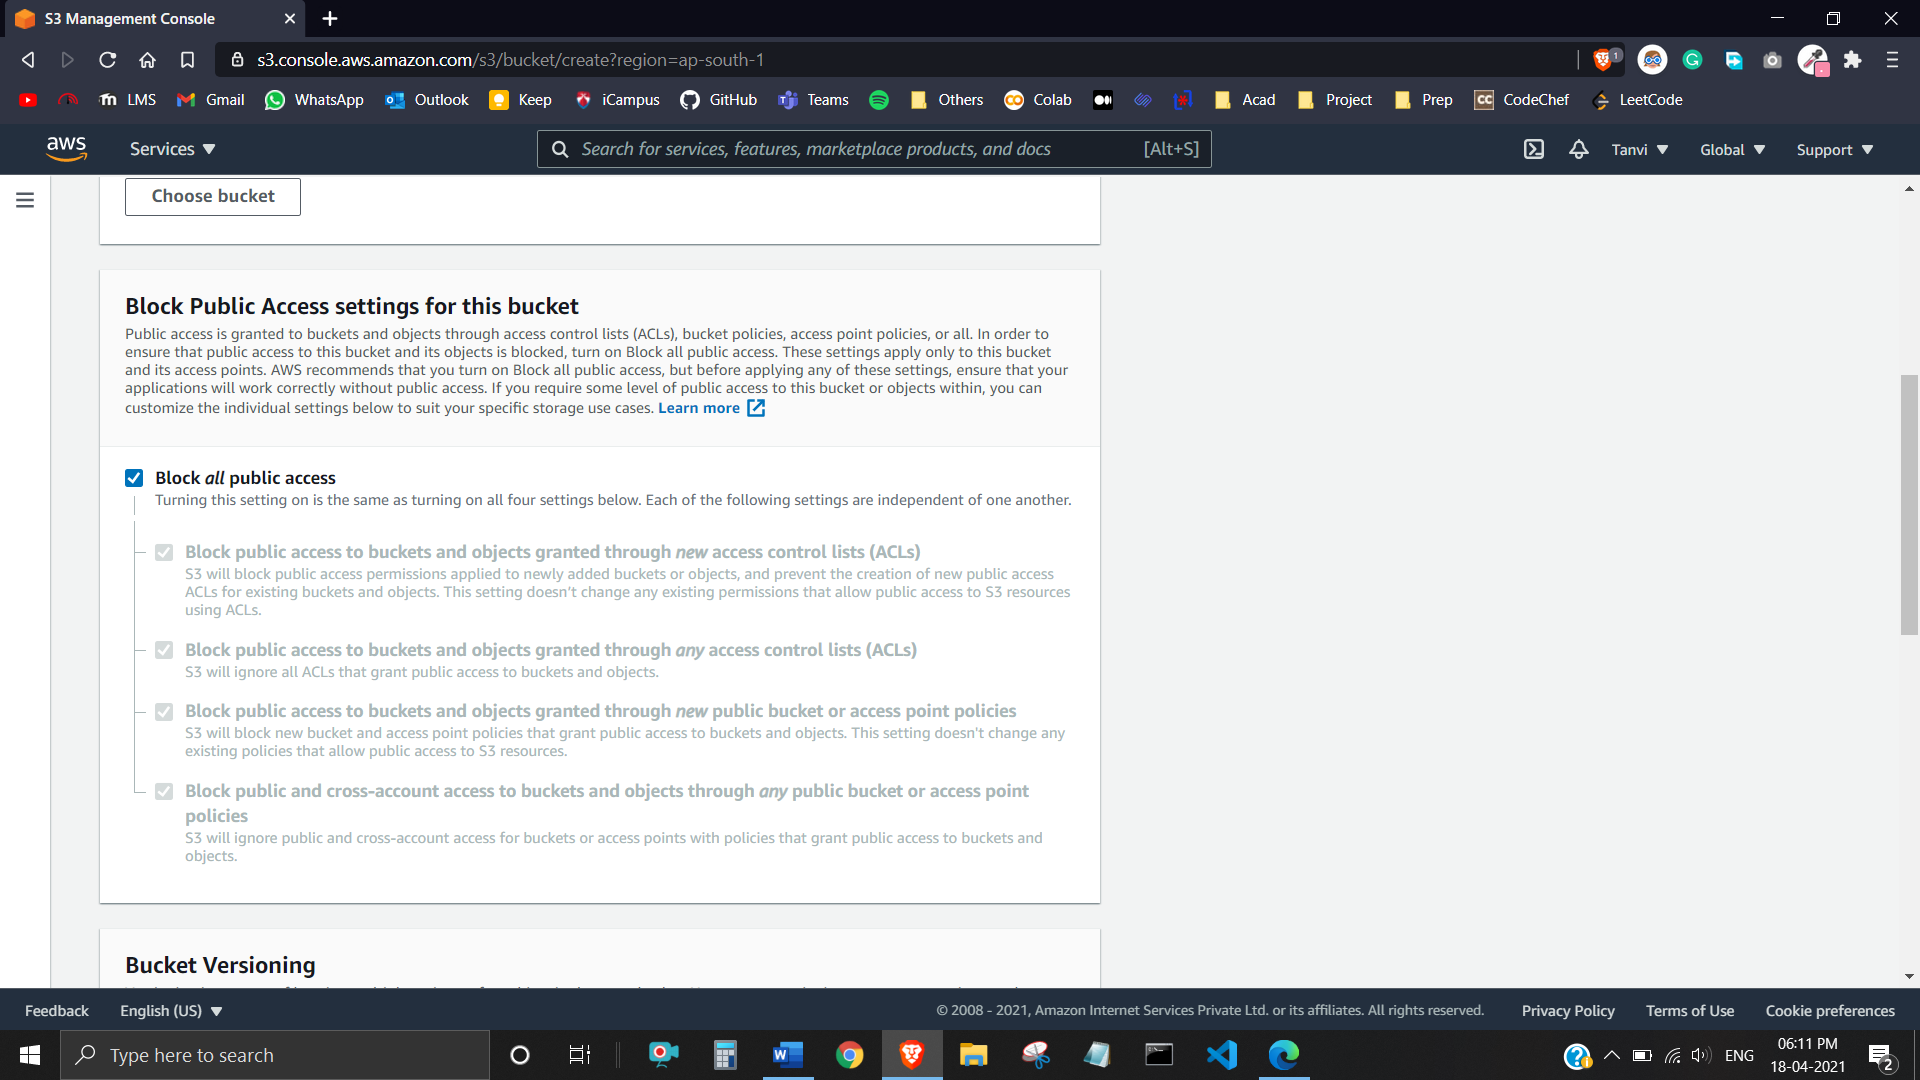 S3 Management Console
s3.console.aws.amazon.com/s3/bucket/create?region=ap-south-1
1
LMS Gmail WhatsApp Outlook Keep iCampus GitHub Teams Others Colab Acad Project Prep CC CodeChef LeetCode
aws Services Search for services, features, marketplace products, and docs [Alt+S] Tanvi Global Support
Choose bucket
Block Public Access settings for this bucket
Public access is granted to buckets and objects through access control lists (ACLs), bucket policies, access point policies, or all. In order to
ensure that public access to this bucket and its objects is blocked, turn on Block all public access. These settings apply only to this bucket
and its access points. AWS recommends that you turn on Block all public access, but before applying any of these settings, ensure that your
applications will work correctly without public access. If you require some level of public access to this bucket or objects within, you can
customize the individual settings below to suit your specific storage use cases. Learn more
Block all public access
Turning this setting on is the same as turning on all four settings below. Each of the following settings are independent of one another.
Block public access to buckets and objects granted through new access control lists (ACLs)
S3 will block public access permissions applied to newly added buckets or objects, and prevent the creation of new public access
ACLs for existing buckets and objects. This setting doesn't change any existing permissions that allow public access to S3 resources
using ACLs.
Block public access to buckets and objects granted through any access control lists (ACLs)
S3 will ignore all ACLs that grant public access to buckets and objects.
Block public access to buckets and objects granted through new public bucket or access point policies
S3 will block new bucket and access point policies that grant public access to buckets and objects. This setting doesn't change any
existing policies that allow public access to S3 resources.
Block public and cross-account access to buckets and objects through any public bucket or access point
policies
S3 will ignore public and cross-account access for buckets or access points with policies that grant public access to buckets and
objects.
Bucket Versioning
Feedback English (US) © 2008 - 2021, Amazon Internet Services Private Ltd. or its affiliates. All rights reserved. Privacy Policy Terms of Use Cookie preferences
Type here to search
ENG
06:11 PM
18-04-2021
2